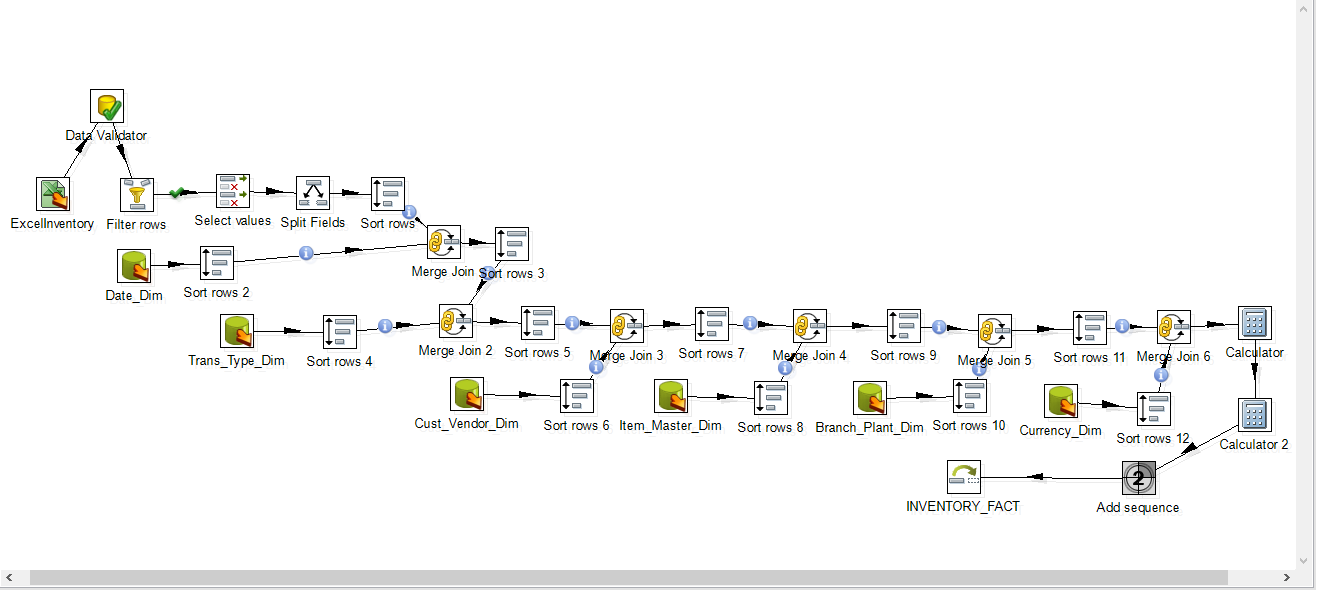 Data Validator
ExcelInventory
Filter rows
Select values
Split Fields
Sort rows
Date_Dim
Sort rows 2
Merge Join
Sort rows 3
Trans_Type_Dim
Sort rows 4
Merge Join 2
Sort rows 5
Merge Join 3
Sort rows 7
Merge Join 4
Sort rows 9
Merge Join 5
Sort rows 11
Merge Join 6
Calculator
Cust_Vendor_Dim
Sort rows 6
Item_Master_Dim
Sort rows 8
Branch_Plant_Dim
Sort rows 10
Currency_Dim
Sort rows 12
Calculator 2
INVENTORY_FACT
2
Add sequence